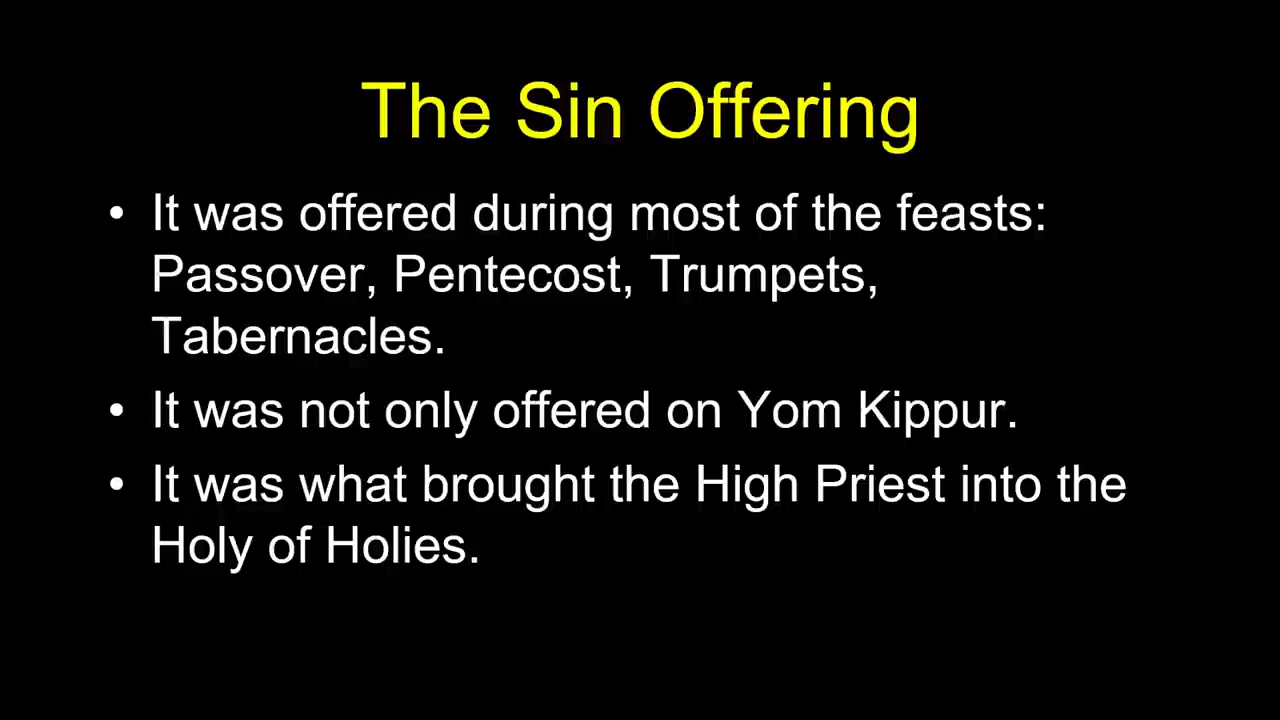 The Sin Offering
• It was offered during most of the feasts:
Passover, Pentecost, Trumpets,
Tabernacles.
• It was not only offered on Yom Kippur.
• It was what brought the High Priest into the
Holy of Holies.